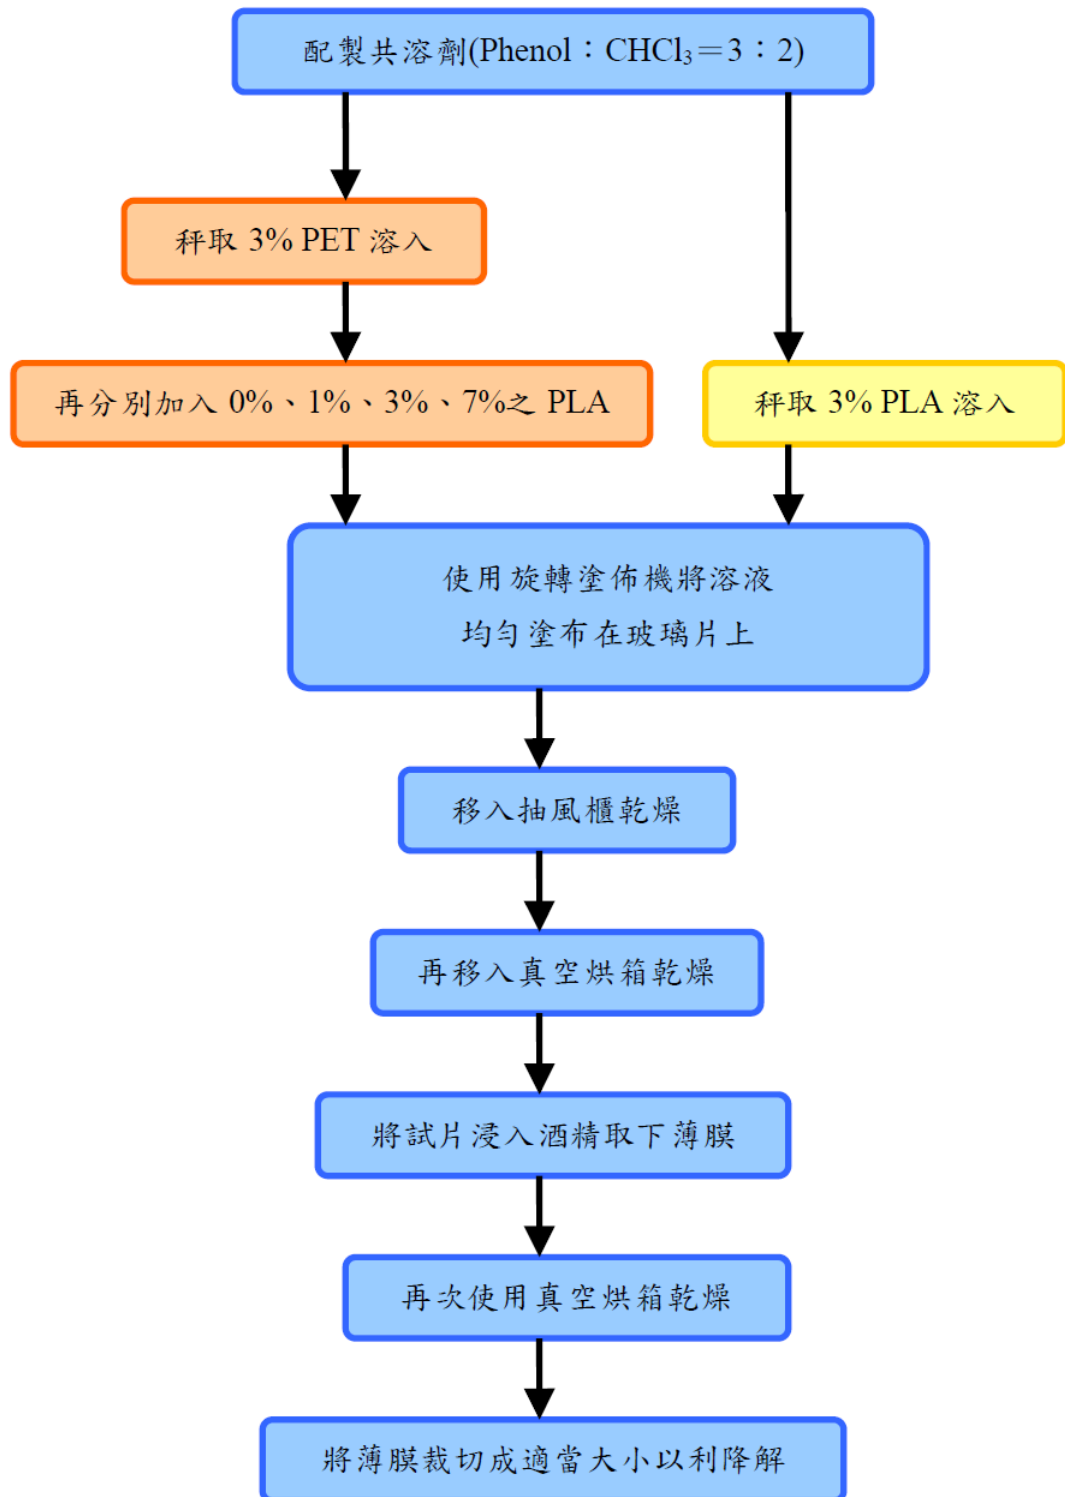 配製共溶劑(Phenol：CHCl₃＝3：2)
秤取 3% PET 溶入
再分別加入 0%、1%、3%、7%之 PLA
秤取 3% PLA 溶入
使用旋轉塗佈機將溶液
均勻塗布在玻璃片上
移入抽風櫃乾燥
再移入真空烘箱乾燥
將試片浸入酒精取下薄膜
再次使用真空烘箱乾燥
將薄膜裁切成適當大小以利降解